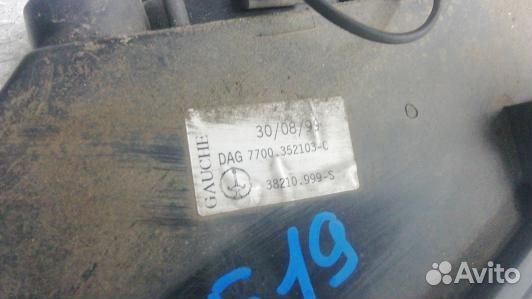 GAUCHE
30/08/99
DAG 7700.352103-C
38210.999-S
519
Avito